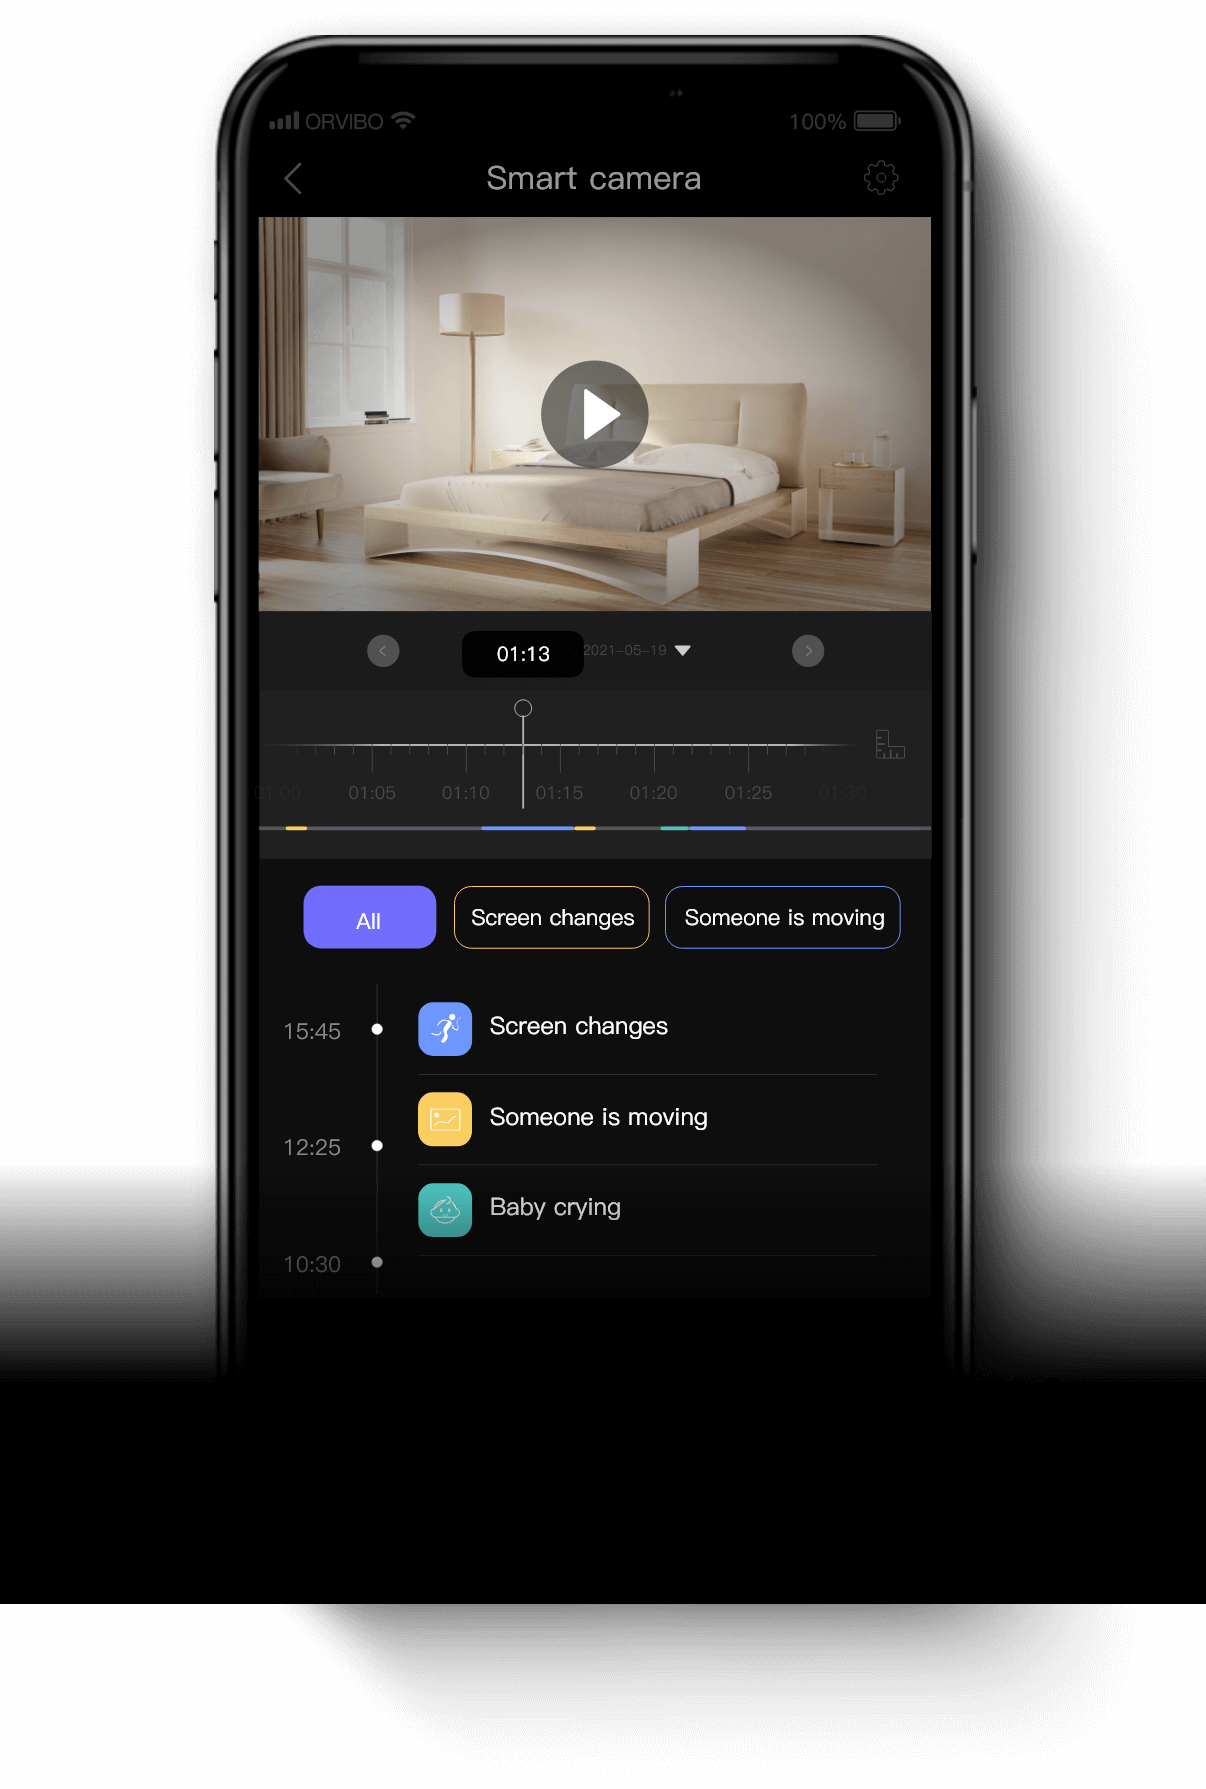 ORVIBO 100%
Smart camera
01:13 2021-05-19
01:00 01:05 01:10 01:15 01:20 01:25 01:30
All Screen changes Someone is moving
15:45 Screen changes
Someone is moving
12:25
Baby crying
10:30